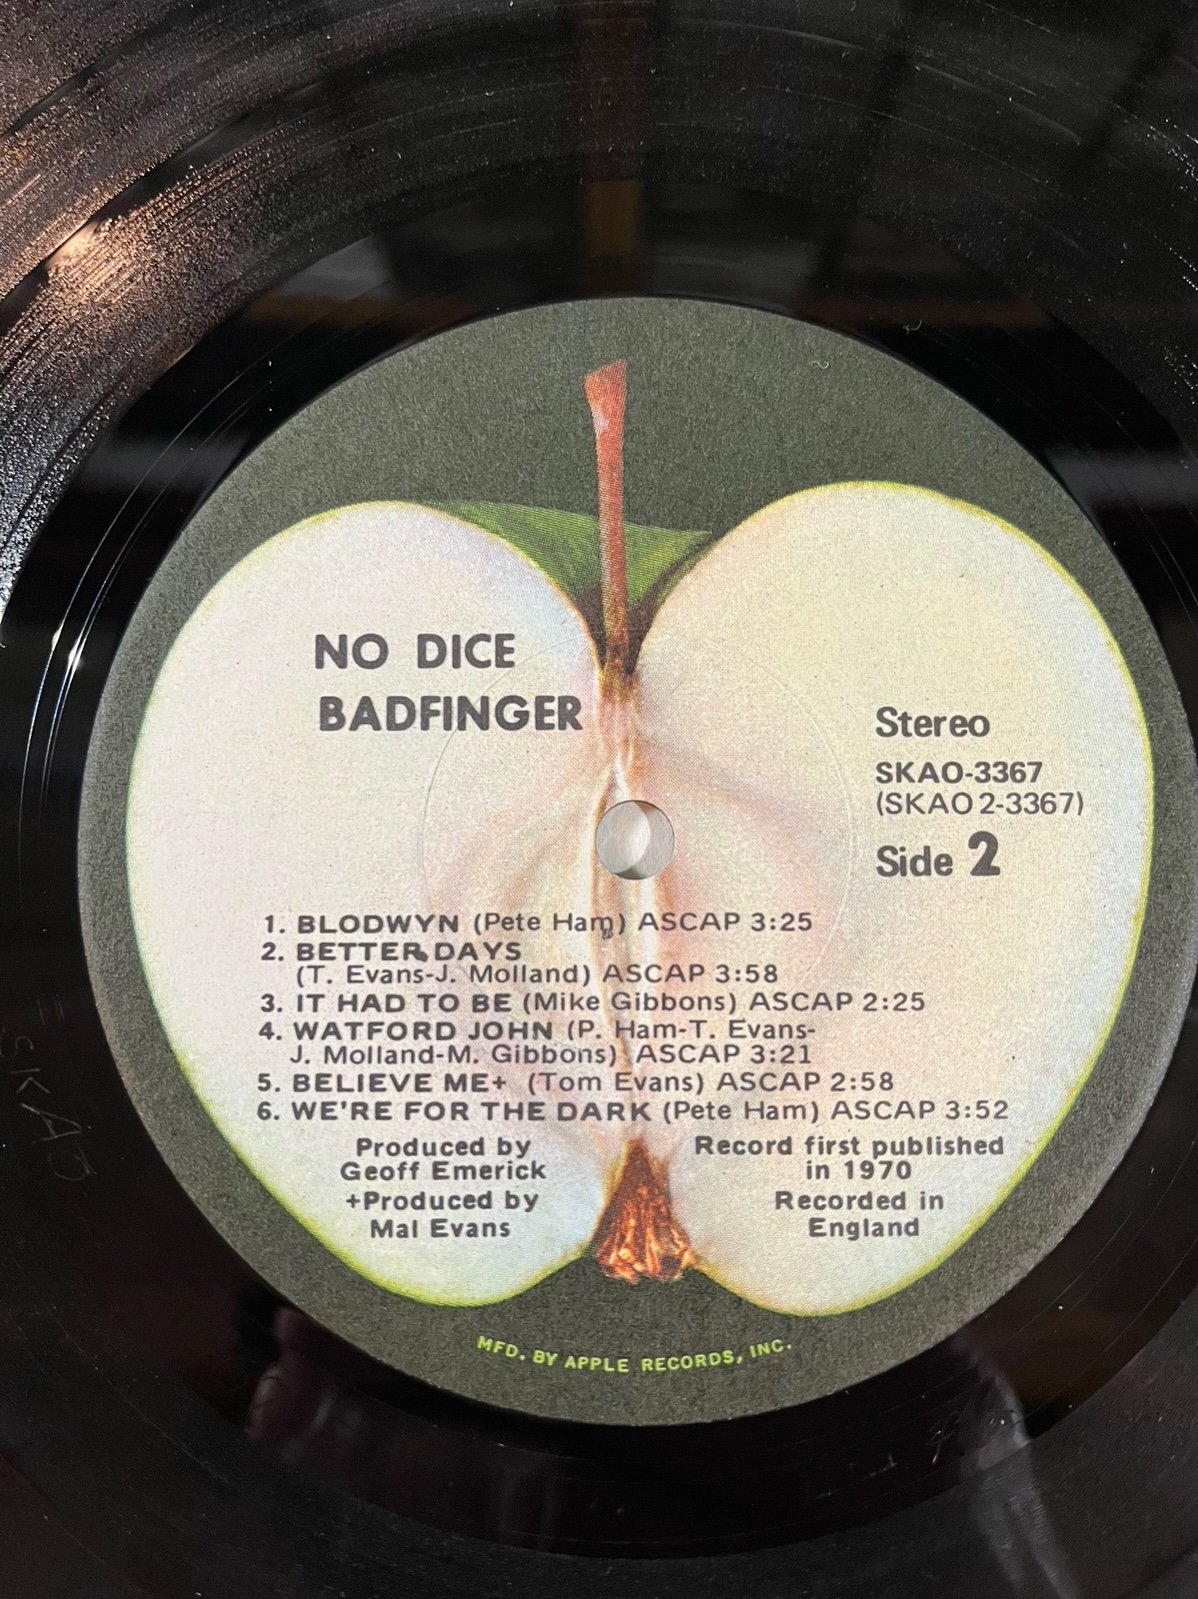 NO DICE
BADFINGER
Stereo
SKAO-3367
(SKAO 2-3367)
Side 2
1. BLODWYN (Pete Ham) ASCAP 3:25
2. BETTER DAYS
(T. Evans-J. Molland) ASCAP 3:58
3. IT HAD TO BE (Mike Gibbons) ASCAP 2:25
4. WATFORD JOHN (P. Ham-T. Evans-
J. Molland-M. Gibbons) ASCAP 3:21
5. BELIEVE ME+ (Tom Evans) ASCAP 2:58
6. WE'RE FOR THE DARK (Pete Ham) ASCAP 3:52
Produced by
Geoff Emerick
+Produced by
Mal Evans
Record first published
in 1970
Recorded in
England
MFD. BY APPLE RECORDS, INC.
SKAO